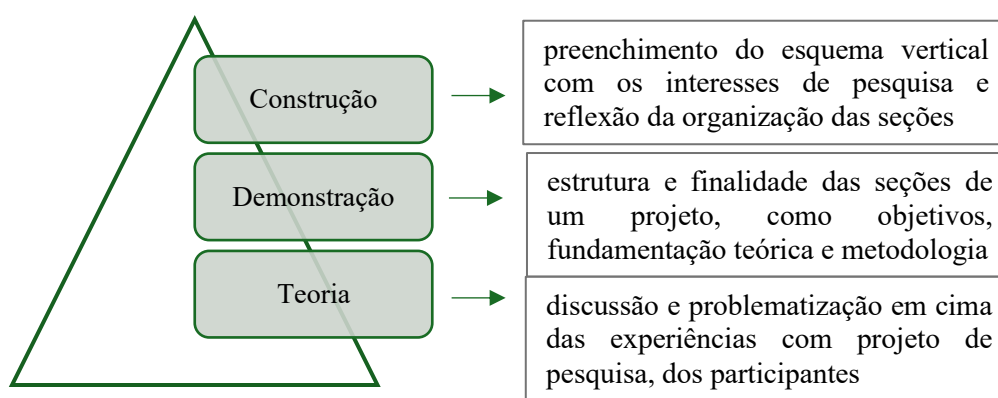 Construção
preenchimento do esquema vertical
com os interesses de pesquisa e
reflexão da organização das seções
Demonstração
estrutura e finalidade das seções de
um projeto, como objetivos,
fundamentação teórica e metodologia
Teoria
discussão e problematização em cima
das experiências com projeto de
pesquisa, dos participantes